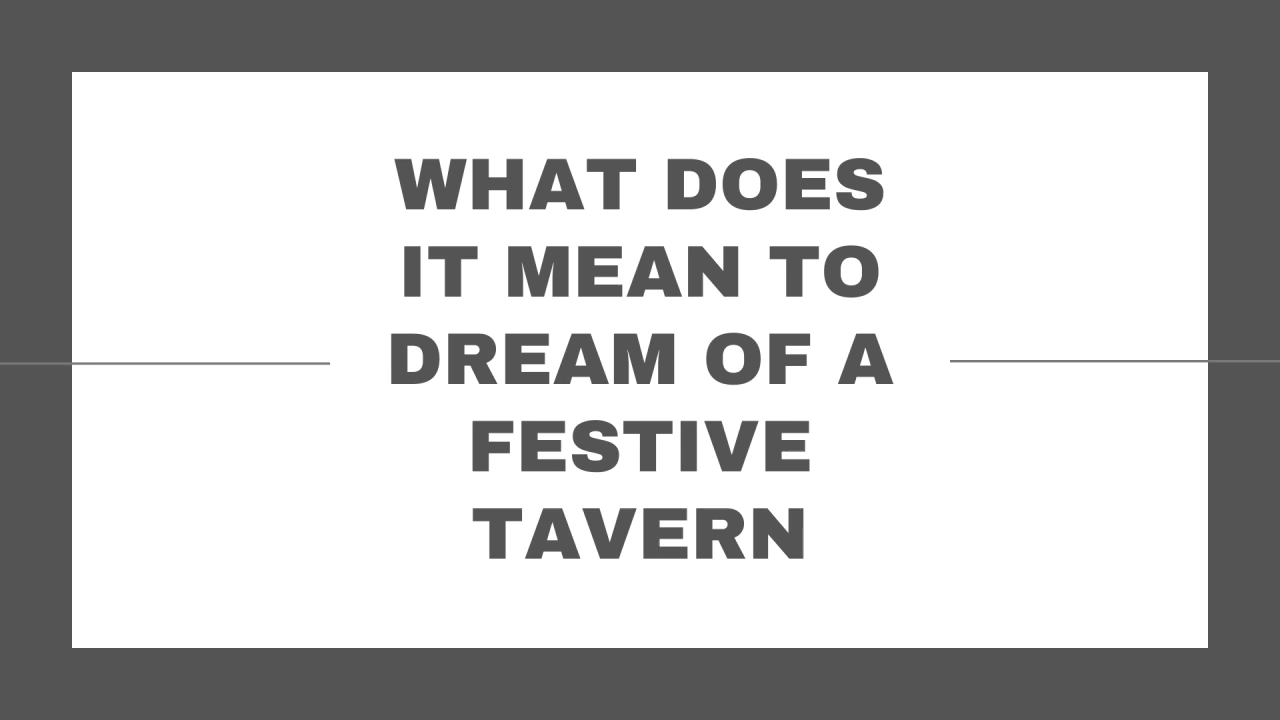 WHAT DOES
IT MEAN TO
DREAM OF A
FESTIVE
TAVERN